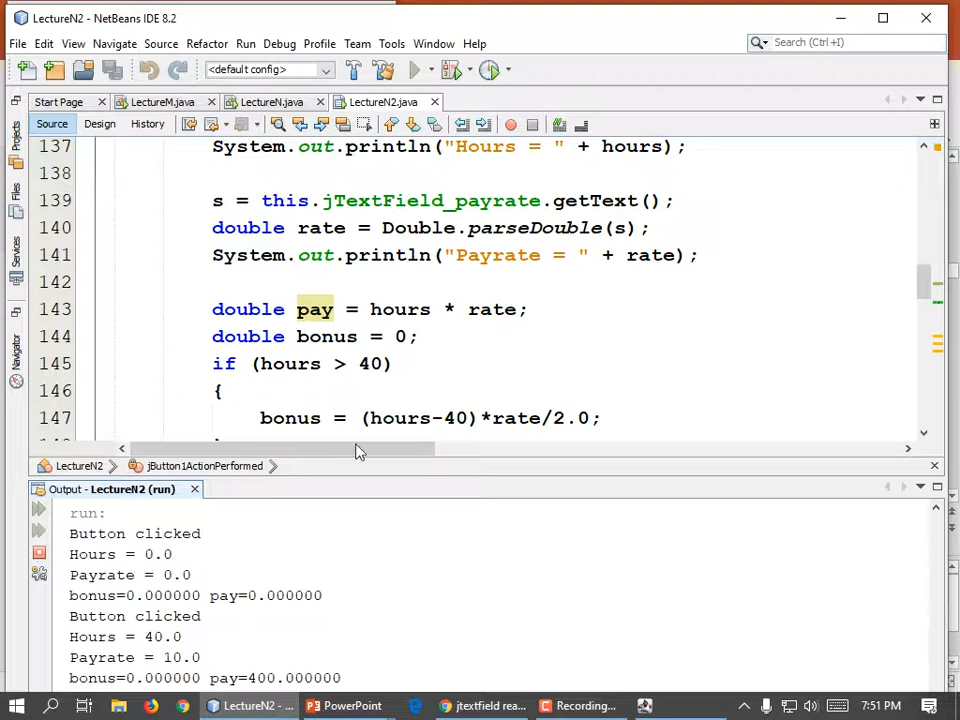 LectureN2 - NetBeans IDE 8.2
File Edit View Navigate Source Refactor Run Debug Profile Team Tools Window Help
Search (Ctrl +I)
<default config>
Start Page LectureM.java LectureN.java LectureN2.java
Source Design History
Projects
Files
Services
Navigator
137 System.out.println("Hours = " + hours);
138
139 s = this.jTextField_payrate.getText();
140 double rate = Double.parseDouble(s);
141 System.out.println("Payrate = " + rate);
142
143 double pay = hours * rate;
144 double bonus = 0;
145 if (hours > 40)
146 {
147 bonus = (hours-40)*rate/2.0;
LectureN2 jButton1ActionPerformed
Output - LectureN2 (run)
run:
Button clicked
Hours = 0.0
Payrate = 0.0
bonus=0.000000 pay=0.000000
Button clicked
Hours = 40.0
Payrate = 10.0
bonus=0.000000 pay=400.000000
LectureN2 - ... PowerPoint jtextfield rea... Recording... 7:51 PM